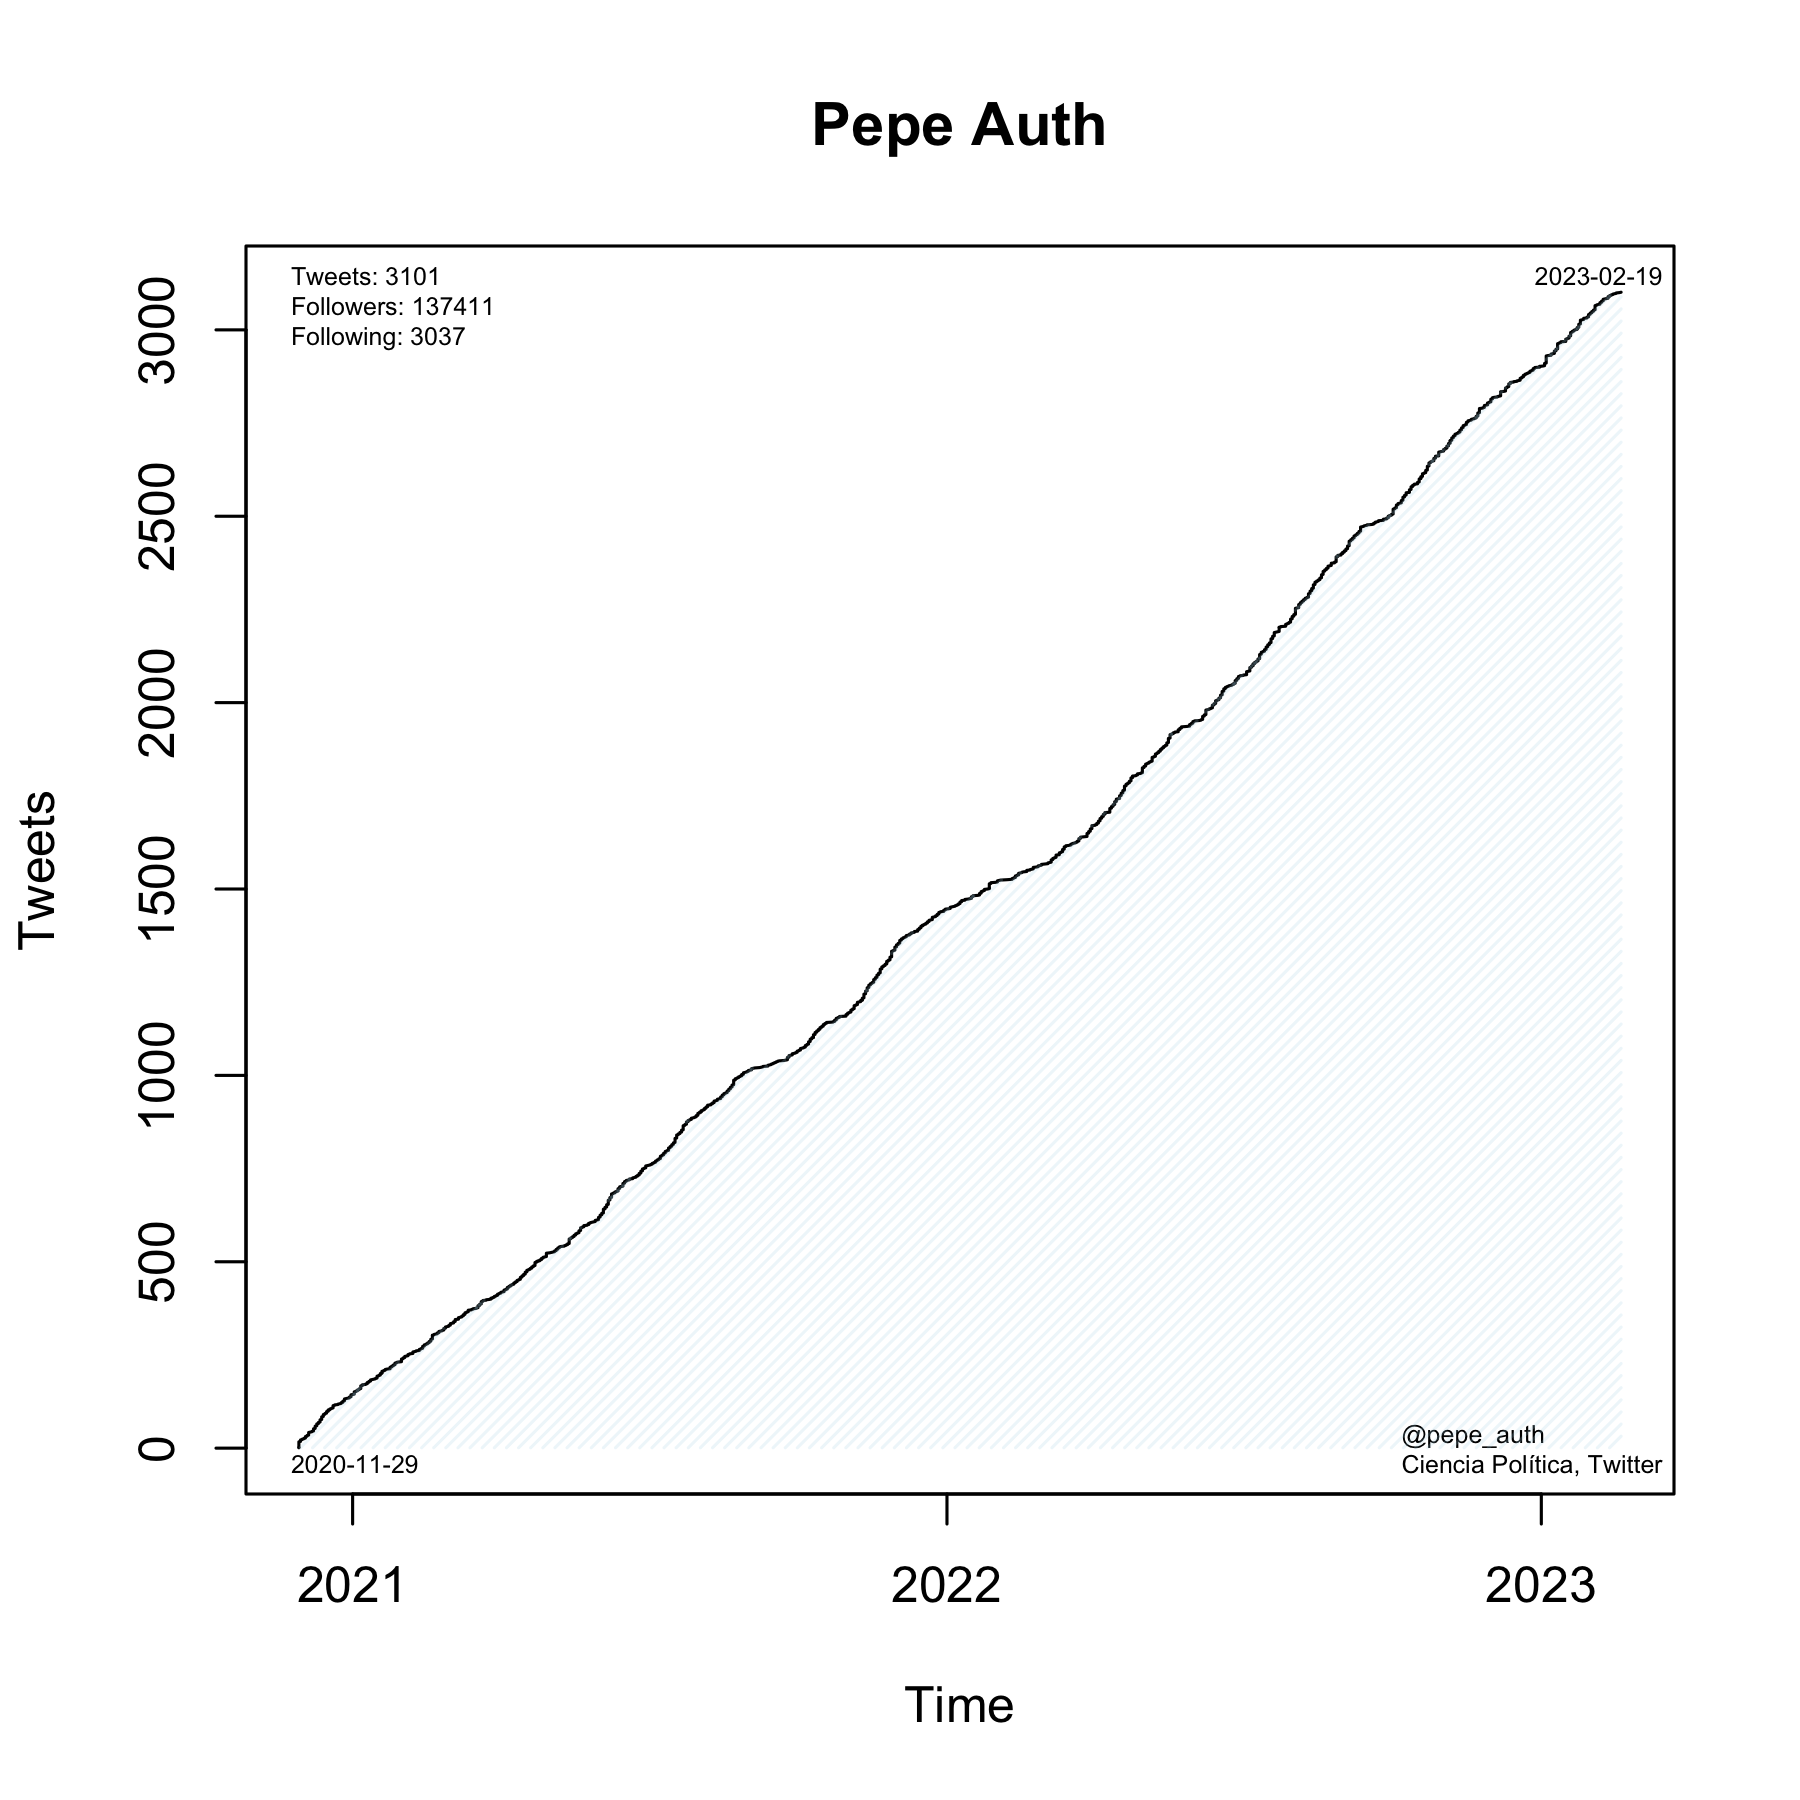 Pepe Auth
Tweets: 3101
Followers: 137411
Following: 3037
2023-02-19
3000
2500
2000
1500
1000
500
0
Tweets
2020-11-29
@pepe_auth
Ciencia Política, Twitter
2021
2022
2023
Time